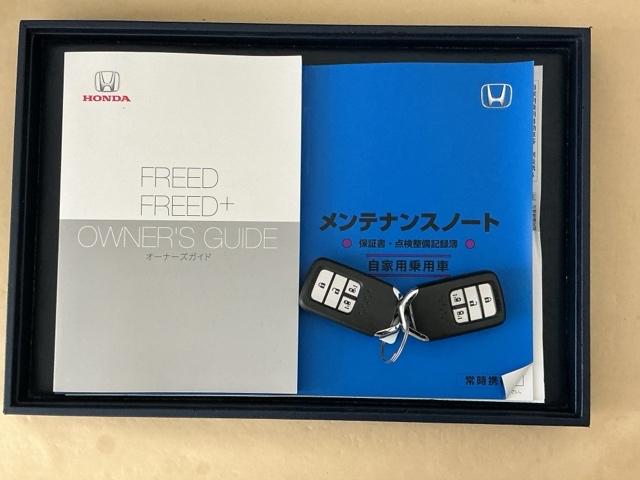 HONDA
FREED
FREED+
OWNER'S GUIDE
オーナーズガイド
メンテナンスノート
保証書・点検整備記録簿
自家用乗用車
常時携